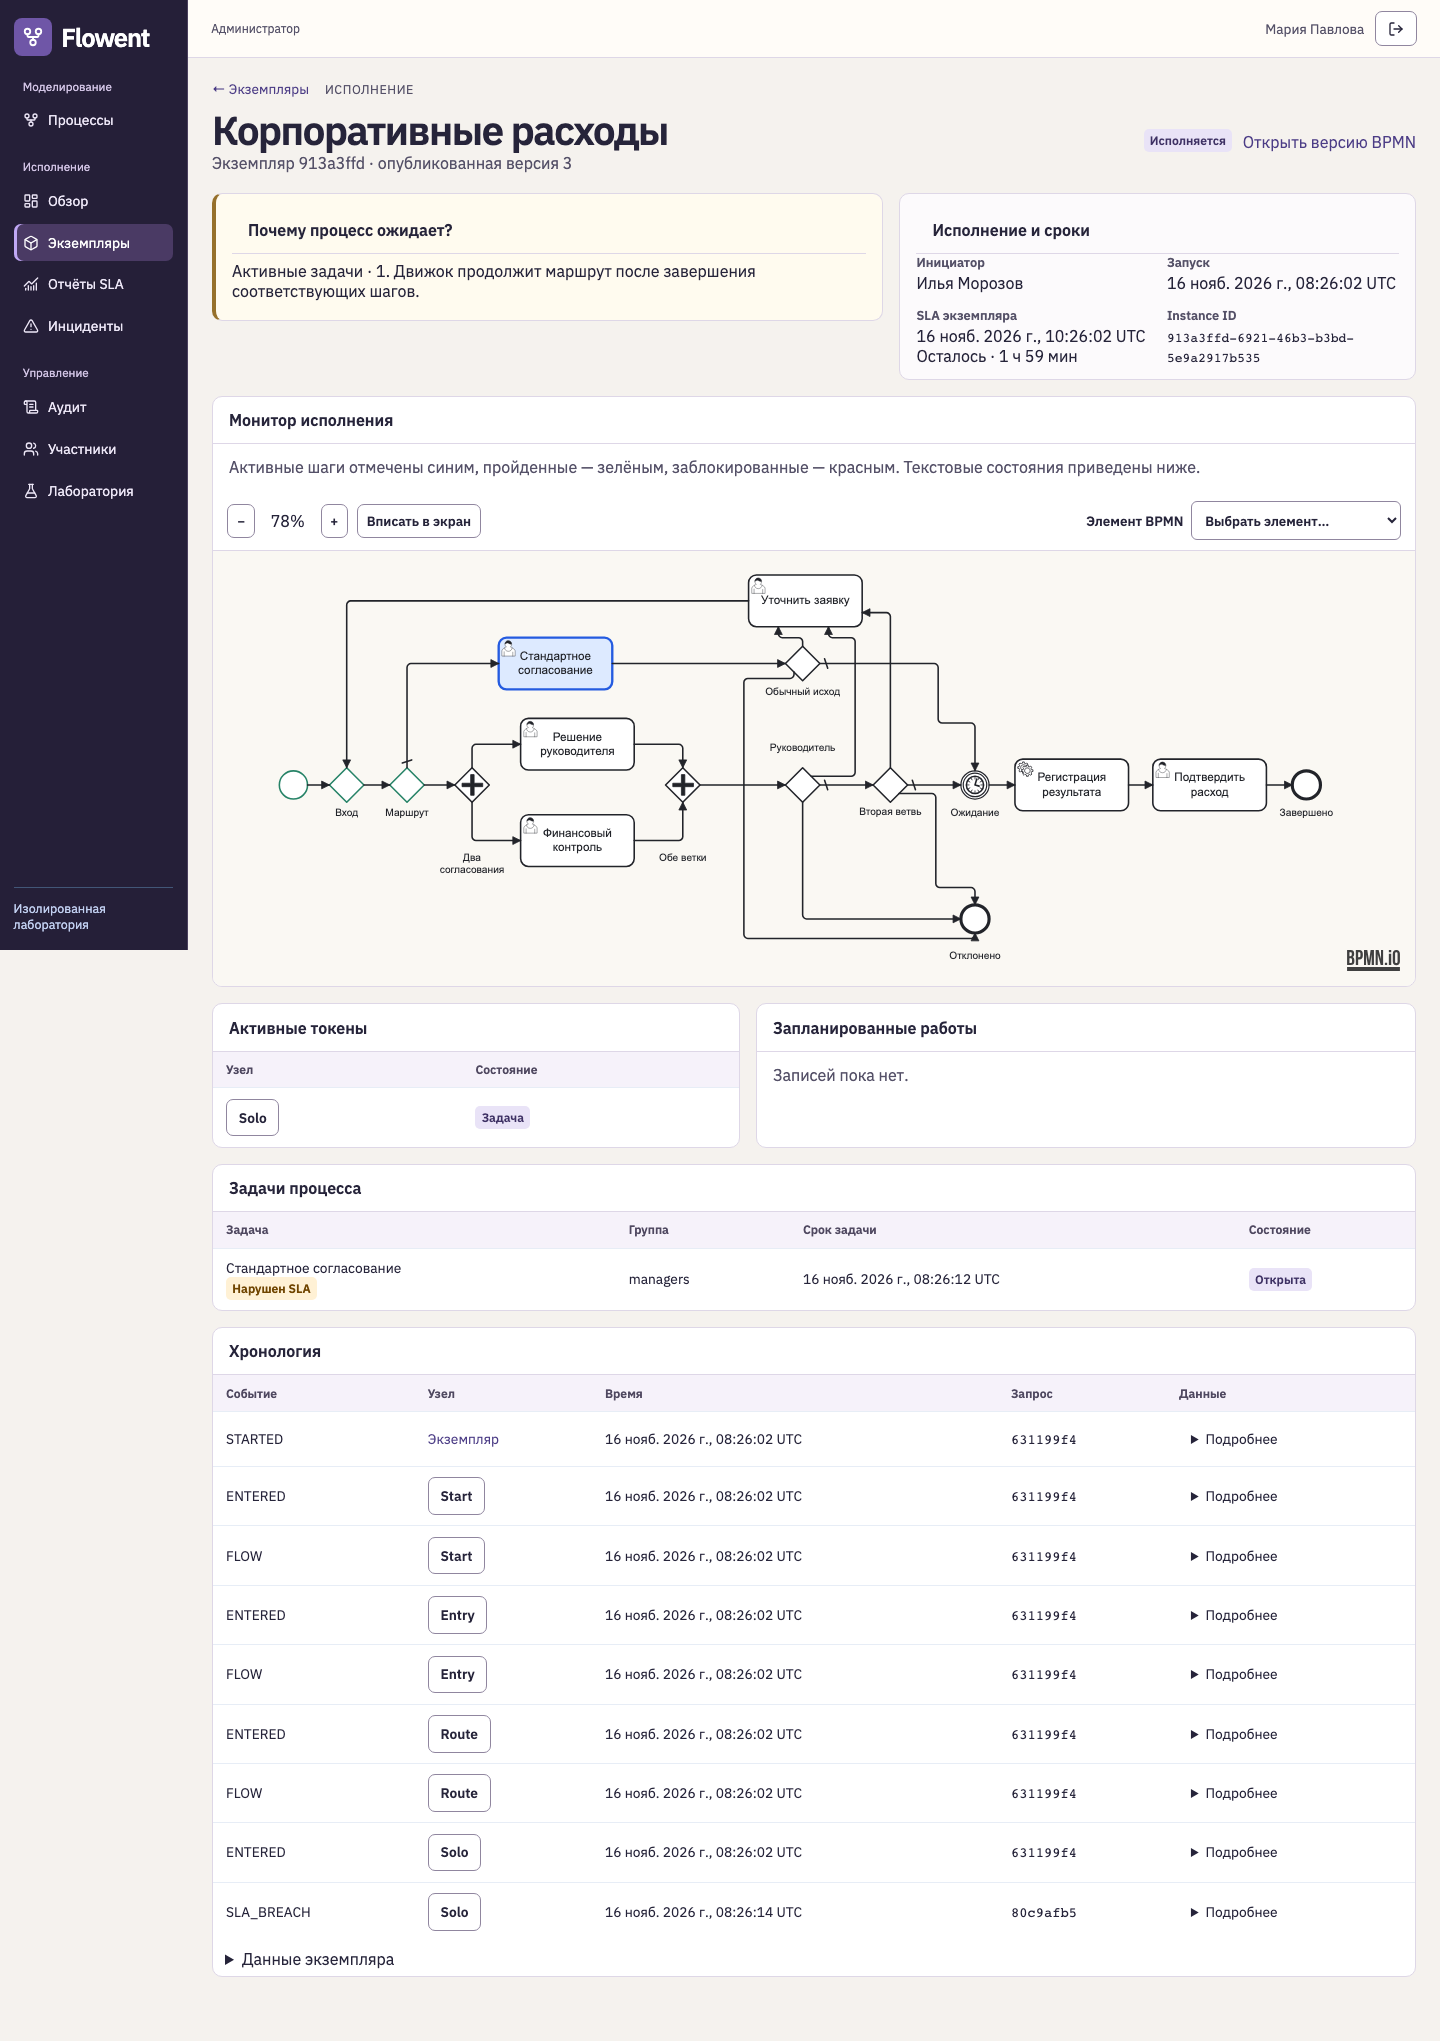 Flowent
Моделирование
Процессы
Исполнение
Обзор
Экземпляры
Отчёты SLA
Инциденты
Управление
Аудит
Участники
Лаборатория
Изолированная
лаборатория
Администратор
Мария Павлова
← Экземпляры ИСПОЛНЕНИЕ
Корпоративные расходы
Экземпляр 913a3ffd · опубликованная версия 3
Исполняется Открыть версию BPMN
Почему процесс ожидает?
Активные задачи · 1. Движок продолжит маршрут после завершения
соответствующих шагов.
Исполнение и сроки
Инициатор
Илья Морозов
Запуск
16 нояб. 2026 г., 08:26:02 UTC
SLA экземпляра
16 нояб. 2026 г., 10:26:02 UTC
Осталось · 1 ч 59 мин
Instance ID
913a3ffd-6921-46b3-b3bd-
5e9a2917b535
Монитор исполнения
Активные шаги отмечены синим, пройденные — зелёным, заблокированные — красным. Текстовые состояния приведены ниже.
− 78% + Вписать в экран
Элемент BPMN Выбрать элемент...
Уточнить заявку
Стандартное
согласование
Обычный исход
Решение
руководителя
Руководитель
Вход
Маршрут
Два
согласования
Финансовый
контроль
Обе ветки
Вторая ветвь
Ожидание
Регистрация
результата
Подтвердить
расход
Завершено
Отклонено
BPMN.iO
Активные токены
Узел Состояние
Solo Задача
Запланированные работы
Записей пока нет.
Задачи процесса
Задача Группа Срок задачи Состояние
Стандартное согласование
Нарушен SLA
managers 16 нояб. 2026 г., 08:26:12 UTC Открыта
Хронология
Событие Узел Время Запрос Данные
STARTED Экземпляр 16 нояб. 2026 г., 08:26:02 UTC 631199f4 ▶ Подробнее
ENTERED Start 16 нояб. 2026 г., 08:26:02 UTC 631199f4 ▶ Подробнее
FLOW Start 16 нояб. 2026 г., 08:26:02 UTC 631199f4 ▶ Подробнее
ENTERED Entry 16 нояб. 2026 г., 08:26:02 UTC 631199f4 ▶ Подробнее
FLOW Entry 16 нояб. 2026 г., 08:26:02 UTC 631199f4 ▶ Подробнее
ENTERED Route 16 нояб. 2026 г., 08:26:02 UTC 631199f4 ▶ Подробнее
FLOW Route 16 нояб. 2026 г., 08:26:02 UTC 631199f4 ▶ Подробнее
ENTERED Solo 16 нояб. 2026 г., 08:26:02 UTC 631199f4 ▶ Подробнее
SLA_BREACH Solo 16 нояб. 2026 г., 08:26:14 UTC 80c9afb5 ▶ Подробнее
▶ Данные экземпляра